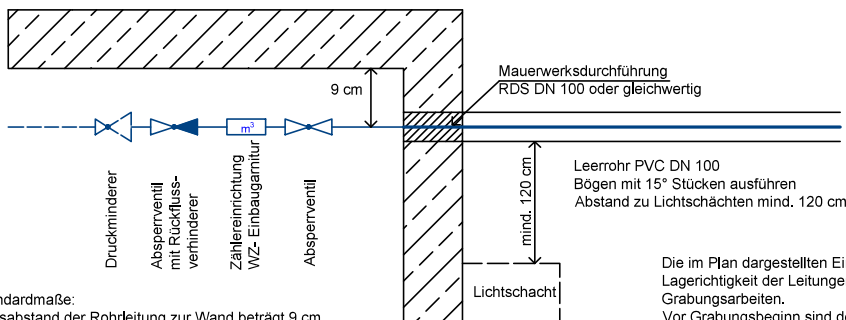 9 cm
Mauerwerksdurchführung
RDS DN 100 oder gleichwertig
m³
Druckminderer
Absperrventil
mit Rückfluss-
verhinderer
Zählereinrichtung
WZ- Einbaugarnitur
Absperrventil
mind. 120 cm
Leerrohr PVC DN 100
Bögen mit 15° Stücken ausführen
Abstand zu Lichtschächten mind. 120 cm
Lichtschacht
ndardmaße:
sabstand der Rohrleitung zur Wand beträgt 9 cm
Die im Plan dargestellten Ei
Lagerichtigkeit der Leitunge
Grabungsarbeiten.
Vor Grabungsbeginn sind de